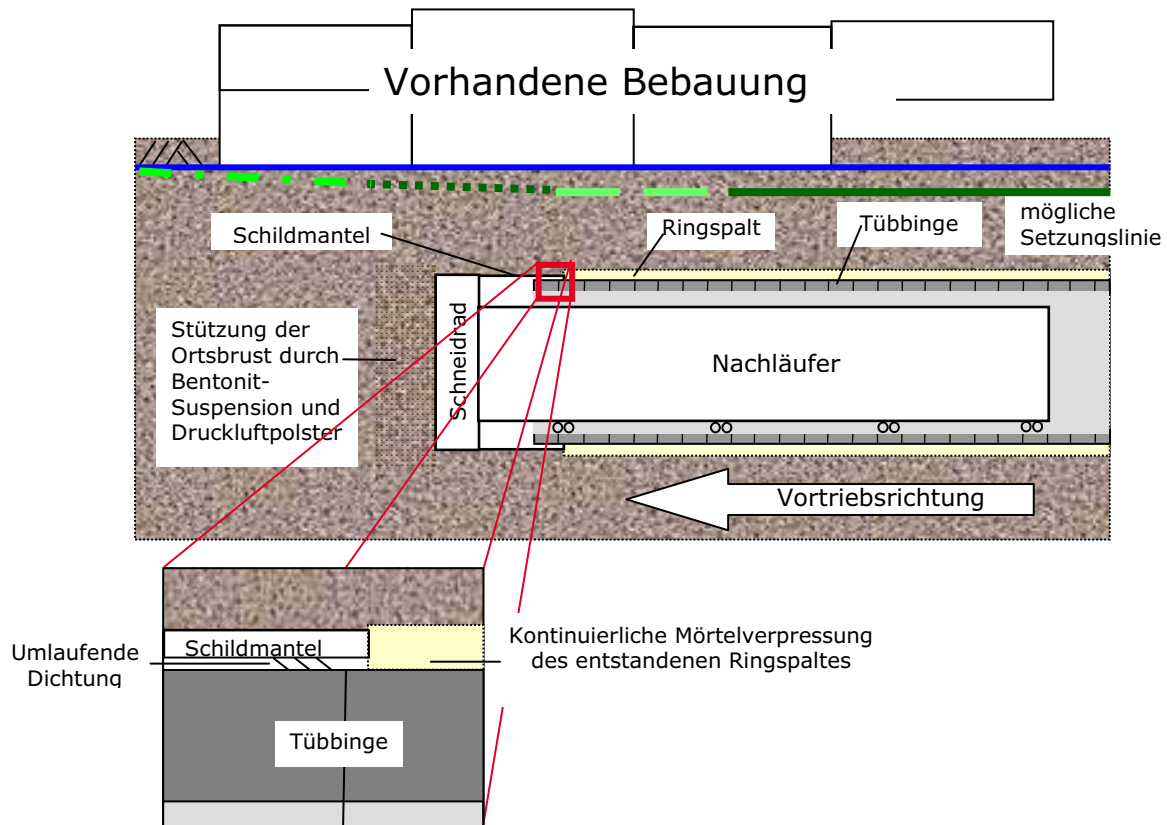 Vorhandene Bebauung
Schildmantel
Ringspalt
Tübbinge
mögliche
Setzungslinie
Stützung der
Ortsbrust durch
Bentonit-
Suspension und
Druckluftpolster
Schneidrad
Nachläufer
Vortriebsrichtung
Umlaufende
Dichtung
Schildmantel
Kontinuierliche Mörtelverpressung
des entstandenen Ringspaltes
Tübbinge